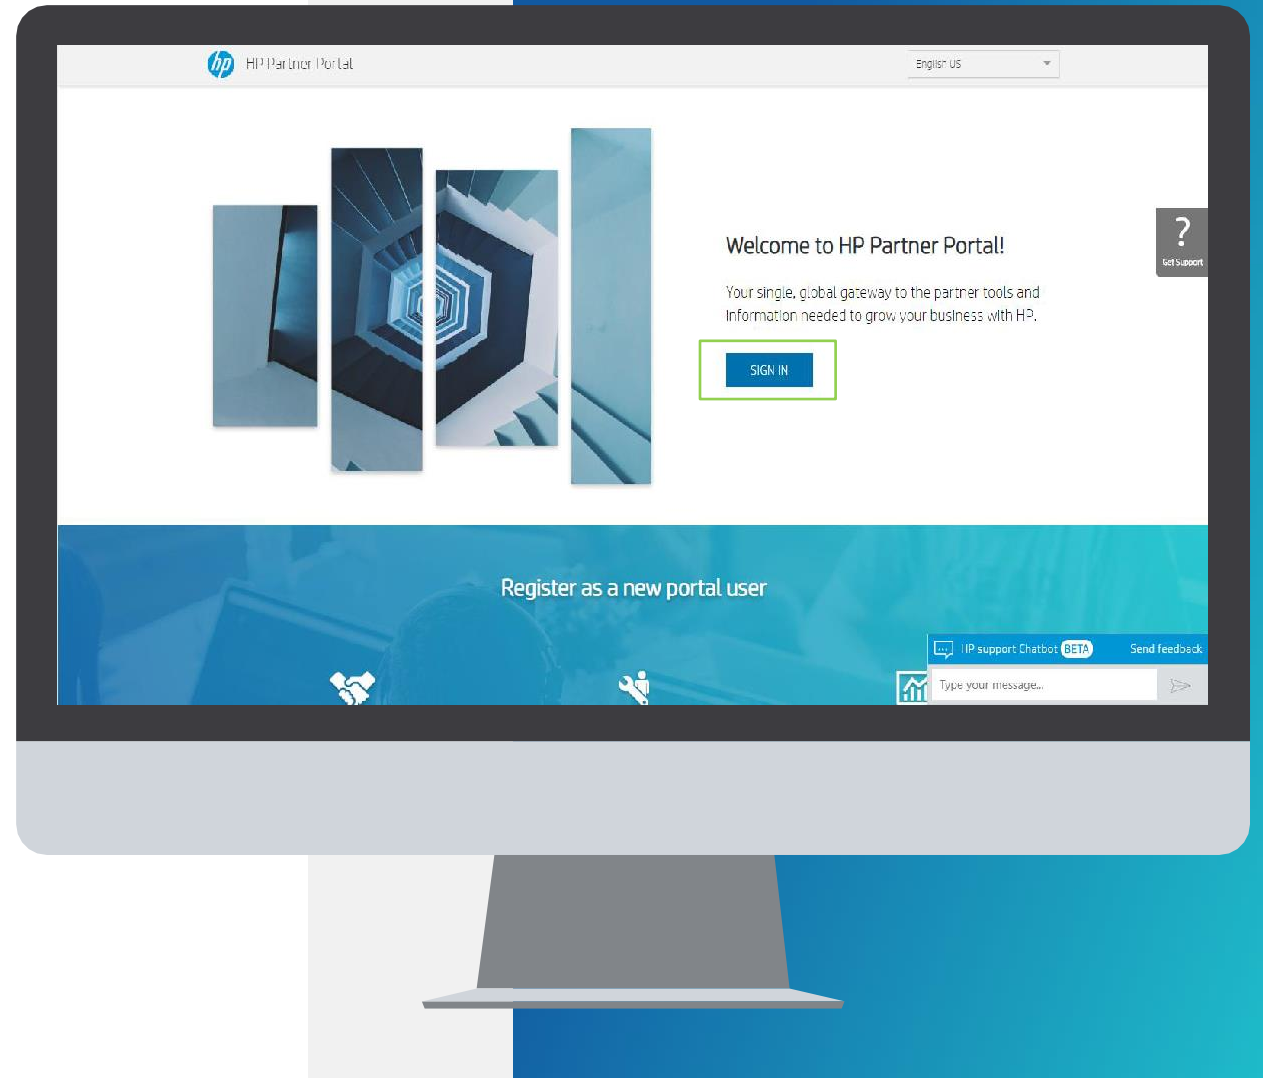 hp HP Partner Portal
English US
?
Get Support
Welcome to HP Partner Portal!
Your single, global gateway to the partner tools and
information needed to grow your business with HP.
SIGN IN
Register as a new portal user
HP support Chatbot BETA Send feedback
Type your message...